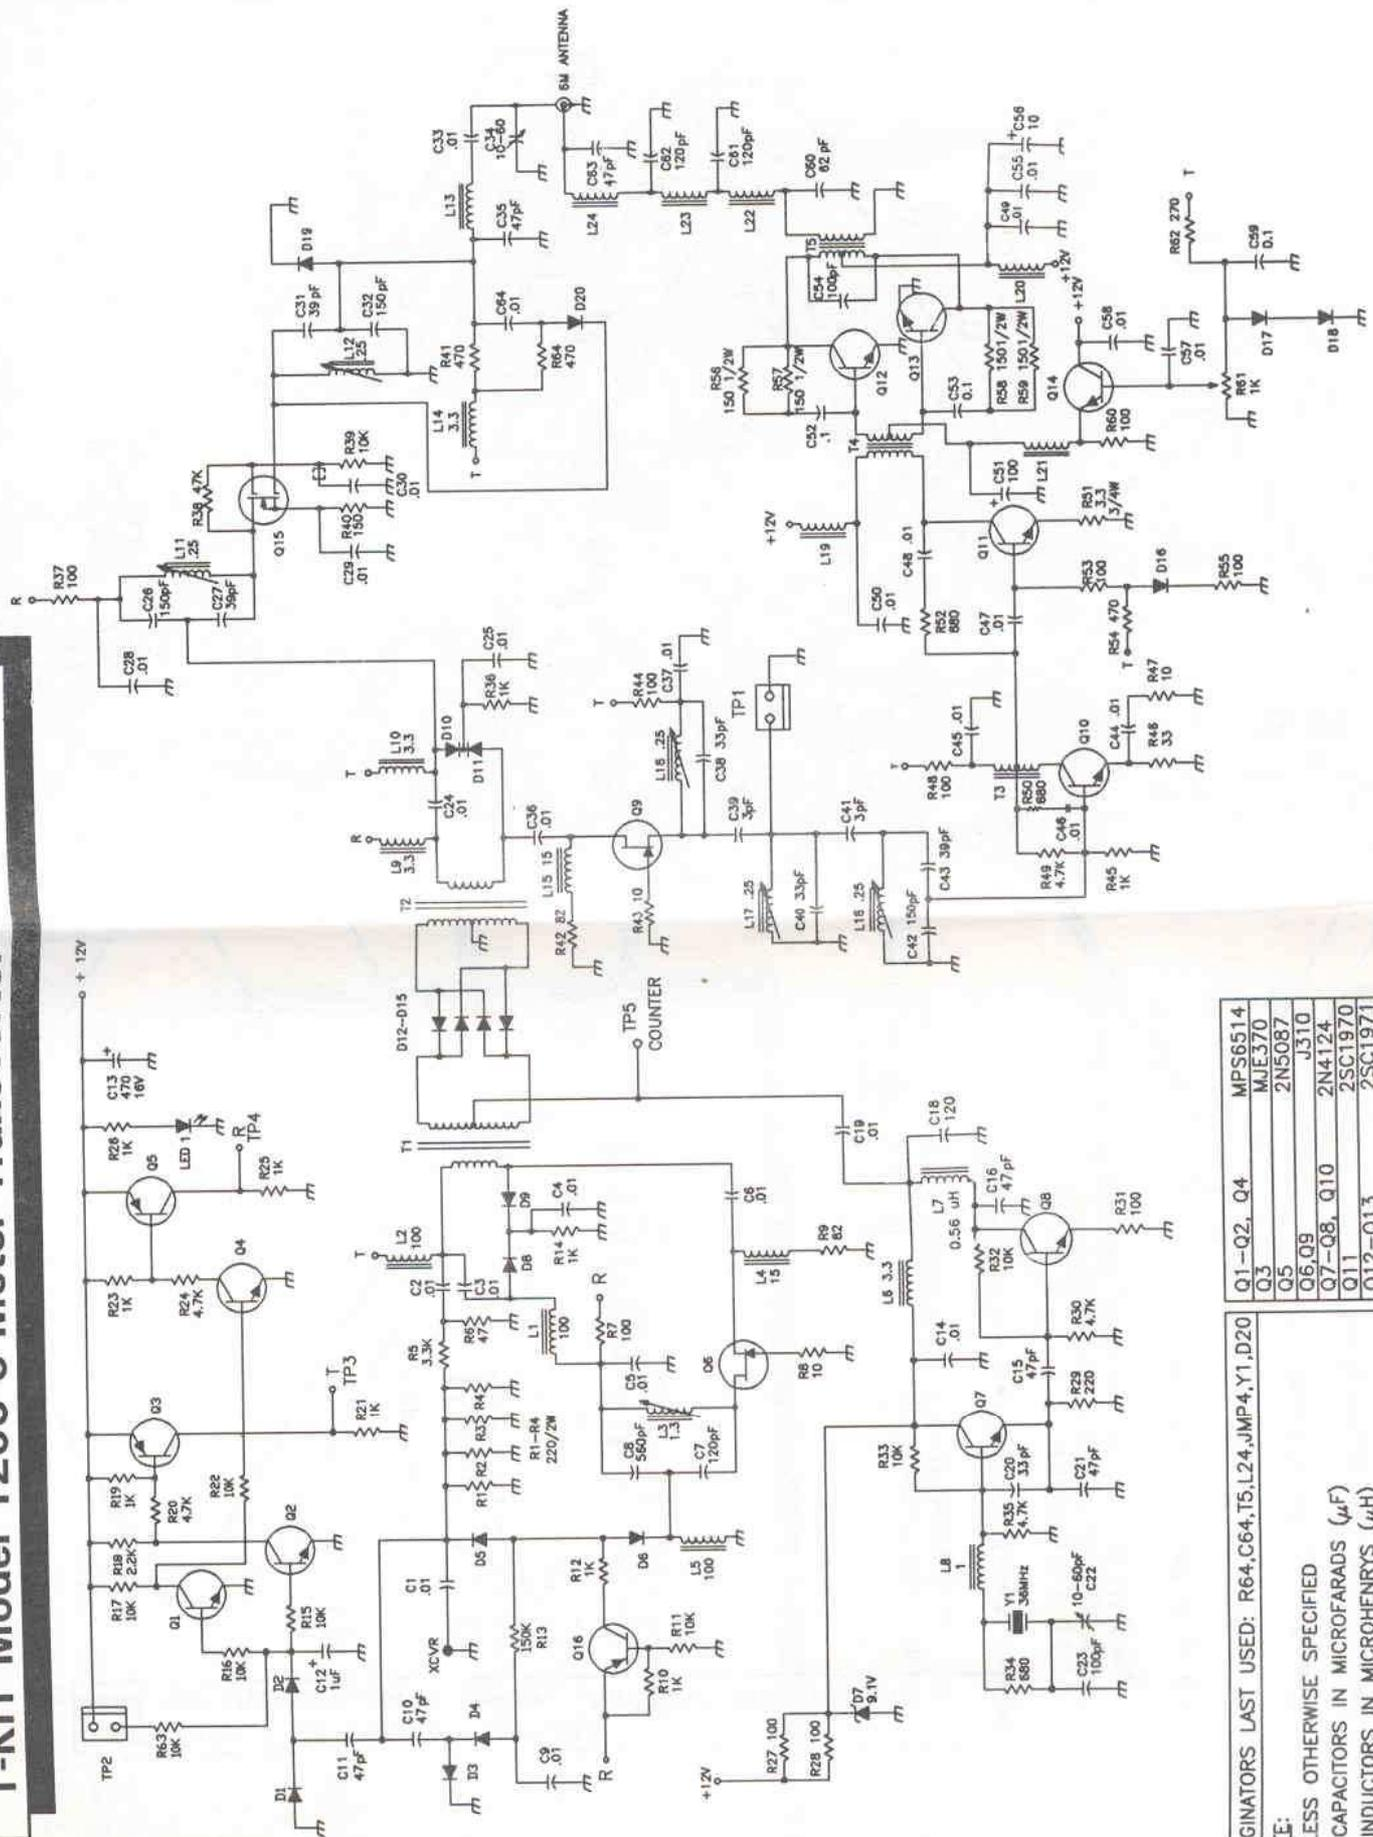 T-KIT Model 1208 6 Meter Transverter
+ 12V
TP2
R63
10K
R17
10K
R18
2.2K
R19
1K
R20
4.7K
Q3
Q1
Q2
R16
10K
R15
10K
D2
C12
1uF
+
D1
R22
10K
T
TP3
R21
1K
R23
1K
R24
4.7K
Q5
Q4
R26
1K
LED 1
C13
470
16V
+
R
TP4
R25
1K
C11
47pF
C10
47pF
D4
D3
C9
.01
C1
.01
XCVR
D5
150K
R13
R12
1K
Q16
R11
10K
R10
1K
R
D6
L5
100
R1
R2
R3
R4
R1-R4
220/2W
R5
3.3K
R6
47
C2
.01
C3
.01
T
L2
100
D8
D9
R14
1K
C4
.01
L1
100
R
R7
100
C5
.01
C8
560pF
L3
1.3
C7
120pF
Q6
R8
10
C6
.01
L4
15
R9
82
T1
D12-D15
T2
TP5
COUNTER
C19
.01
C18
120
L7
0.56 uH
C16
47pF
L6 3.3
C14
.01
R32
10K
Q8
R31
100
R30
4.7K
C15
47pF
R29
220
Q7
R33
10K
C20
33pF
C21
47pF
R35
4.7K
L8
1
Y1
36MHz
R34
680
10-60pF
C22
C23
100pF
+12V
R27 100
R28 100
D7
9.1V
R
L9
3.3
C24
.01
T
L10
3.3
D10
D11
R36
1K
C25
.01
C36
.01
L15 15
R42 82
Q9
R43 10
T
R44
100
C37
.01
L16 .25
C38 33pF
C39
3pF
TP1
L17 .25
C40 33pF
C41
3pF
L18 .25
C42 150pF
C43 39pF
R
R37
100
C28
.01
C26
150pF
C27
39pF
L11
.25
R38 47K
Q15
C29
.01
R40
150
C30
.01
R39
10K
L12
.25
C31
39pF
C32
150pF
D19
L14
3.3
T
R41
470
C64
.01
R64
470
D20
L13
C35
47pF
C33
.01
C34
10-60
6M ANTENNA
C63
47pF
L24
C62
120pF
L23
C61
120pF
L22
C60
62pF
T5
C54
100pF
R56
150 1/2W
R57
150 1/2W
Q12
Q13
C52
.1
C53
0.1
R58 150 1/2W
R59 150 1/2W
L20
+12V
C49
.01
C55
.01
C56
10
+
T4
+12V
L19
C50
.01
C48 .01
R52
680
Q11
R51
3.3
3/4W
C51
100
+
L21
R60
100
Q14
+12V
C58
.01
C57
.01
R61
1K
R62 270
T
C59
0.1
D17
D18
C47
.01
R53
100
R54 470
T
D16
R55
100
T
R48
100
C45 .01
T3
R50
680
C46
.01
Q10
R49
4.7K
R45
1K
C44 .01
R46
33
R47
10
GINATORS LAST USED: R64,C64,T5,L24,JMP4,Y1,D20
E:
ESS OTHERWISE SPECIFIED
CAPACITORS IN MICROFARADS (µF)
INDUCTORS IN MICROHENRYS (µH)
Q1-Q2, Q4 MPS6514
Q3 MJE370
Q5 2N5087
Q6,Q9 J310
Q7-Q8, Q10 2N4124
Q11 2SC1970
Q12-Q13 2SC1971